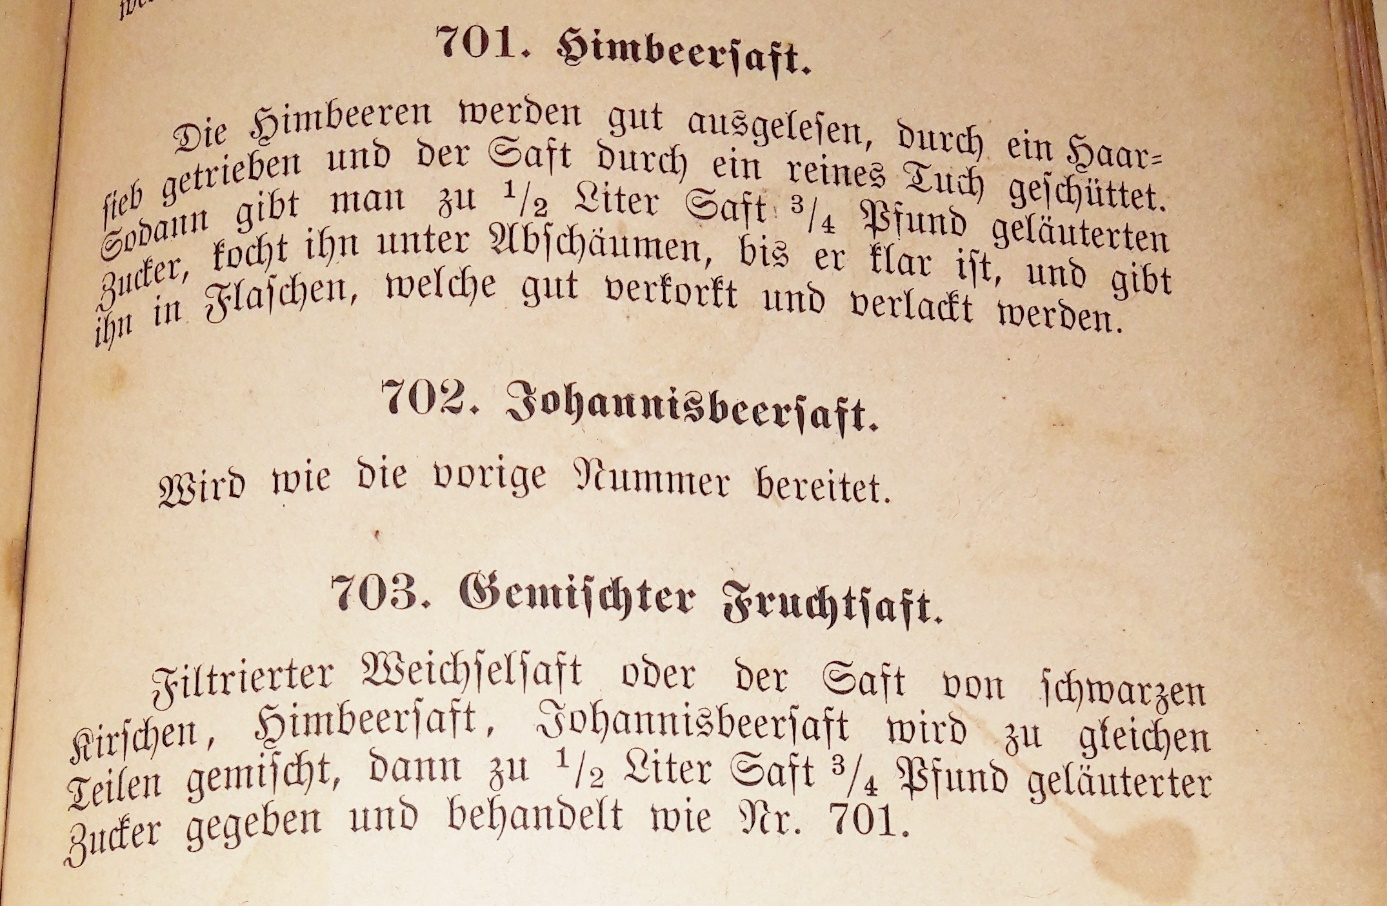 701. Himbeerſaft.
Die Himbeeren werden gut ausgeleſen, durch ein Haar⸗
ſieb getrieben und der Saft durch ein reines Tuch geſchüttet.
Sodann gibt man zu 1/2 Liter Saft 3/4 Pfund geläuterten
Zucker, kocht ihn unter Abſchäumen, bis er klar iſt, und gibt
ihn in Flaſchen, welche gut verkorkt und verlackt werden.
702. Johannisbeerſaft.
Wird wie die vorige Nummer bereitet.
703. Gemiſchter Fruchtſaft.
Filtrierter Weichſelſaft oder der Saft von ſchwarzen
Kirſchen, Himbeerſaft, Johannisbeerſaft wird zu gleichen
Teilen gemiſcht, dann zu 1/2 Liter Saft 3/4 Pfund geläuterter
Zucker gegeben und behandelt wie Nr. 701.